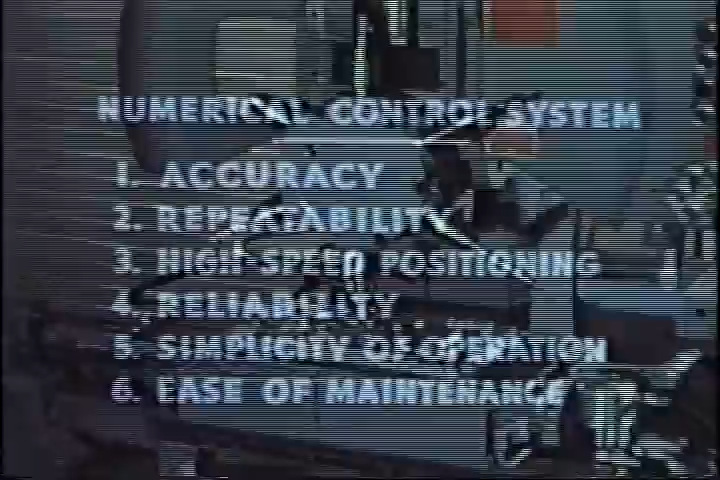 NUMERICAL CONTROL SYSTEM
1. ACCURACY
2. REPEATABILITY
3. HIGH SPEED POSITIONING
4. RELIABILITY
5. SIMPLICITY OF OPERATION
6. EASE OF MAINTENANCE